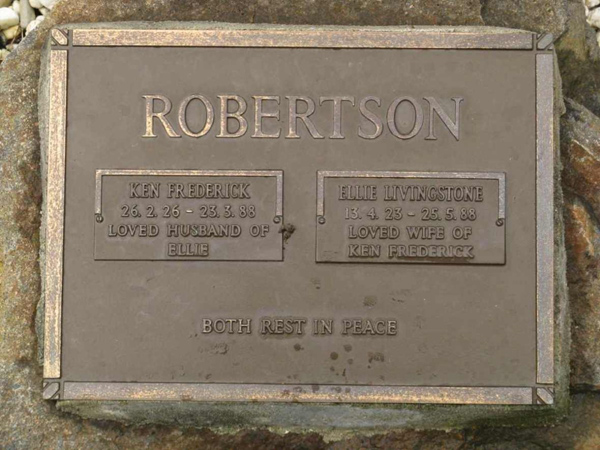 ROBERTSON
KEN FREDERICK
26.2.26 - 23.3.88
LOVED HUSBAND OF
ELLIE
ELLIE LIVINGSTONE
13.4.23 - 25.5.88
LOVED WIFE OF
KEN FREDERICK
BOTH REST IN PEACE